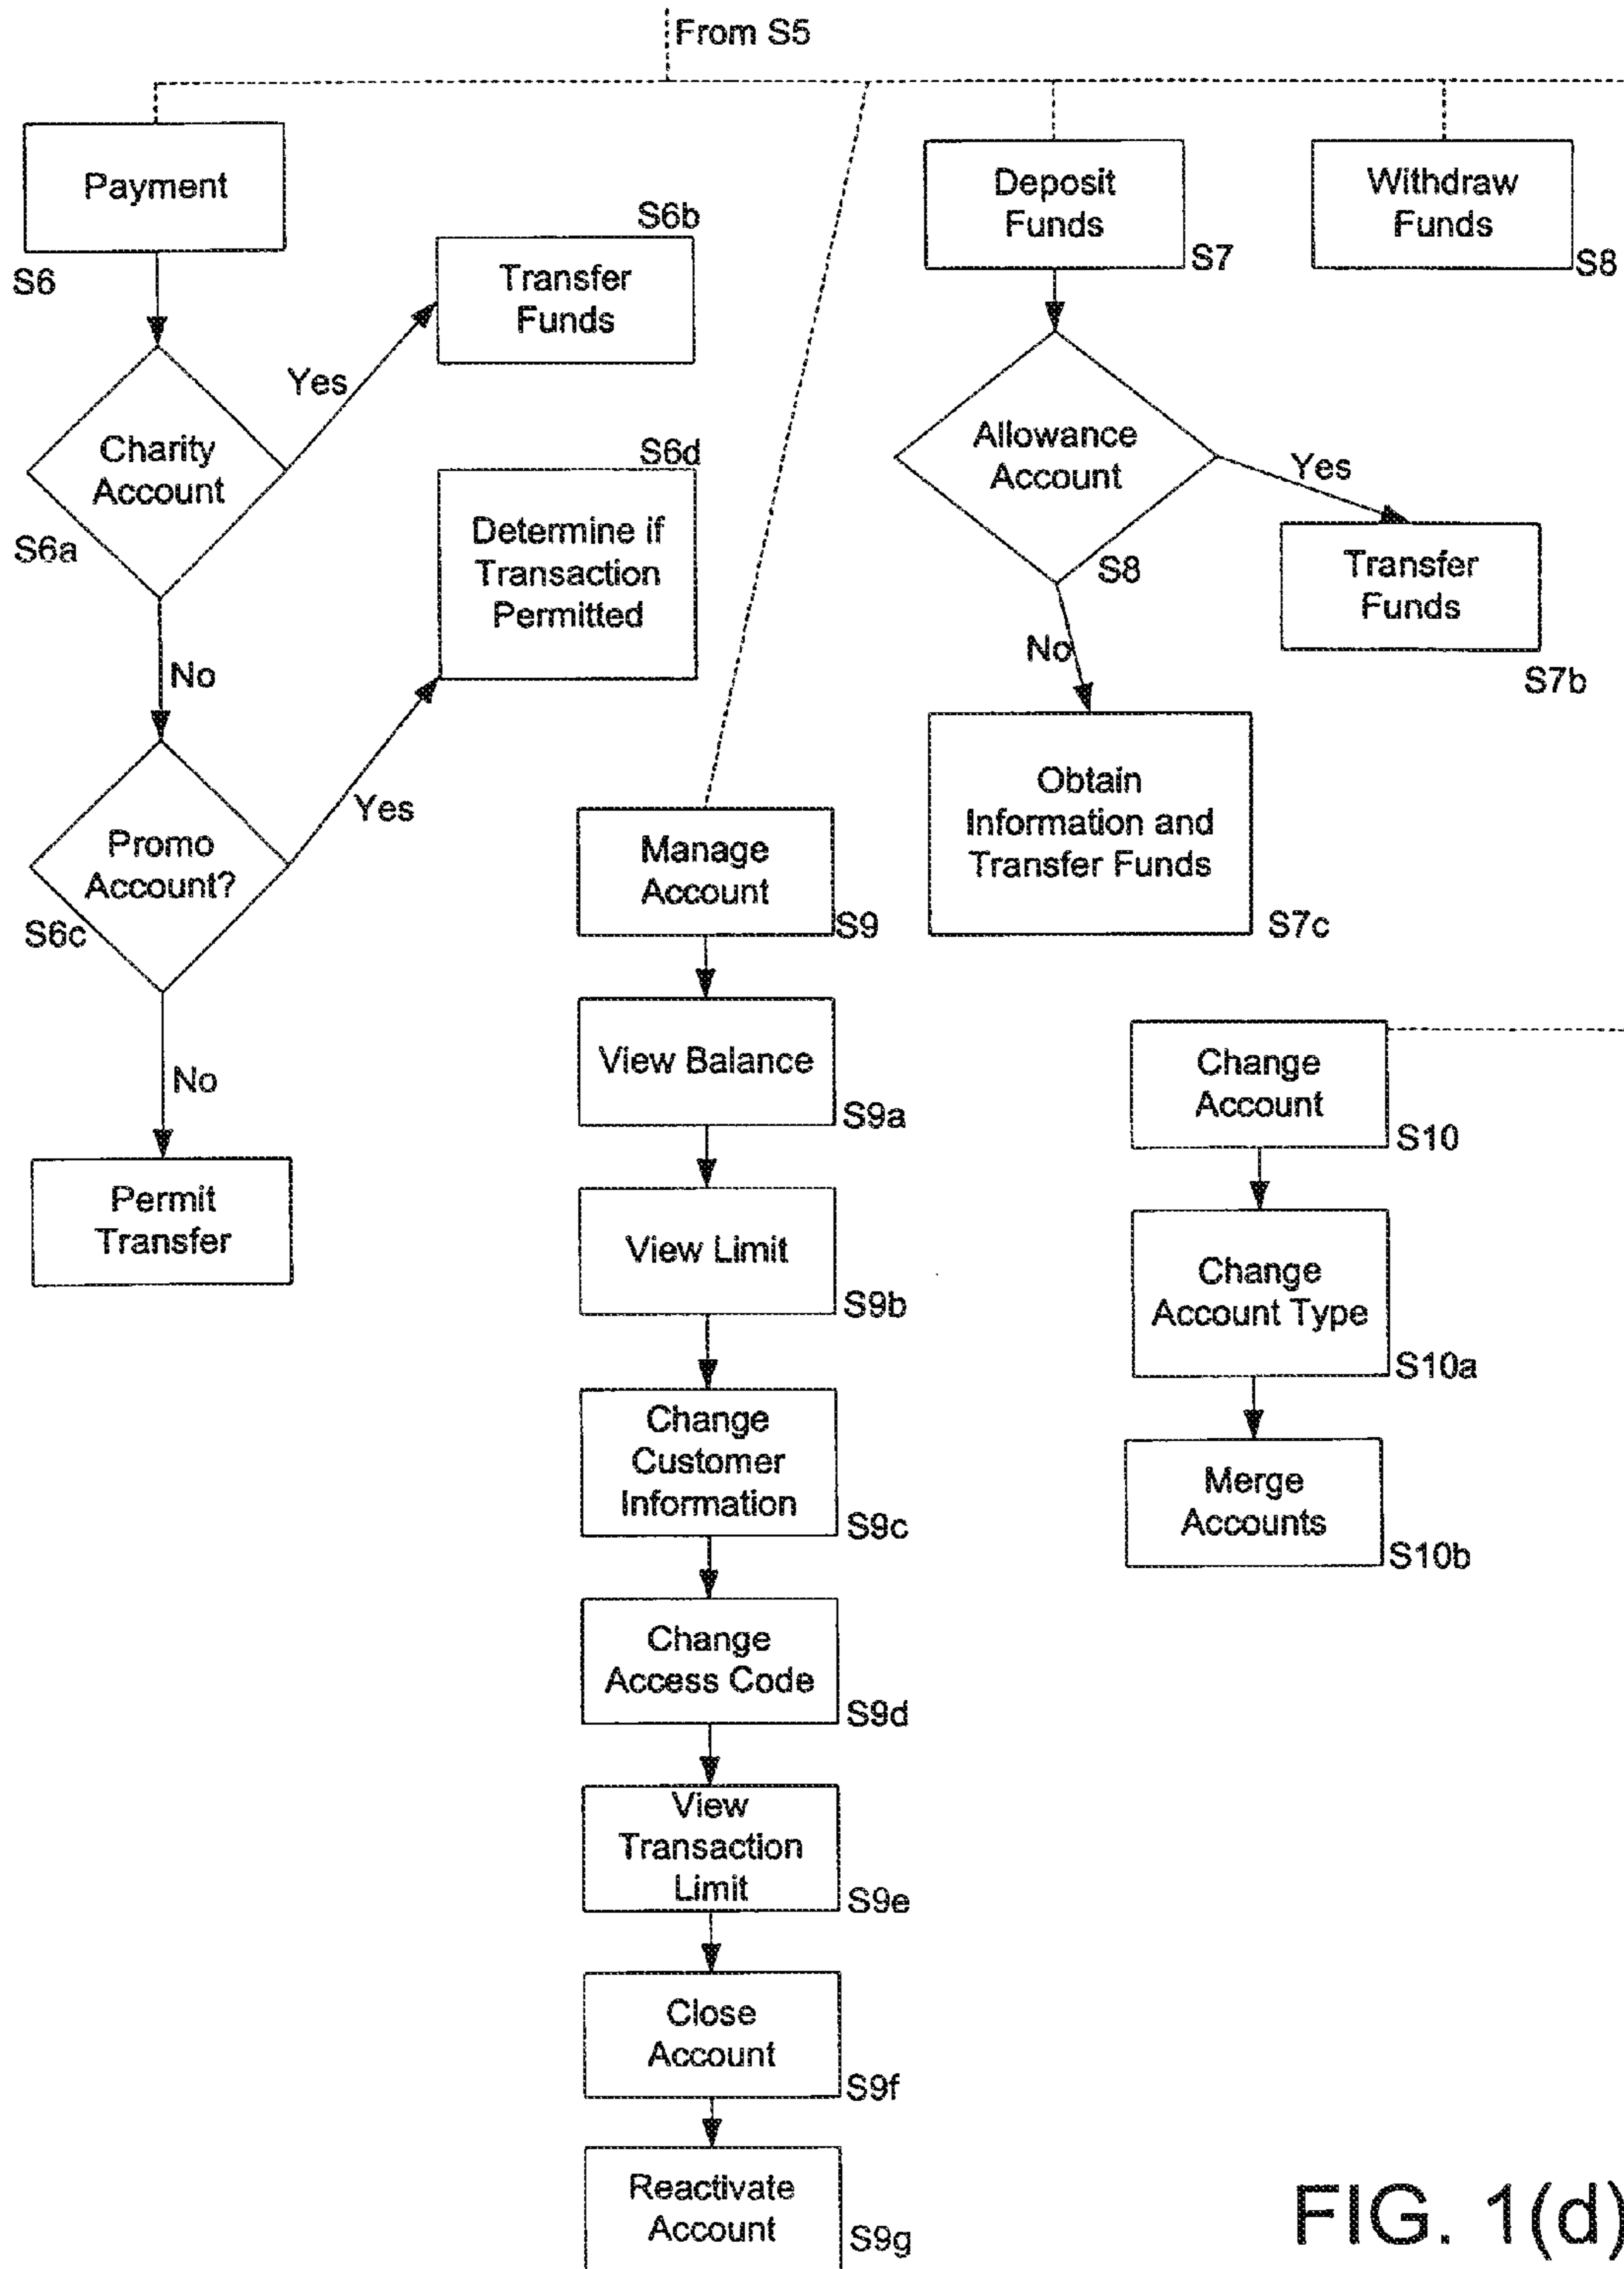 From S5
Payment
S6
Charity
Account
S6a
Yes
S6b
Transfer
Funds
No
S6d
Determine if
Transaction
Permitted
Promo
Account?
S6c
Yes
No
Permit
Transfer
Deposit
Funds
S7
Allowance
Account
S8
Yes
Transfer
Funds
S7b
No
Obtain
Information and
Transfer Funds
S7c
Withdraw
Funds
S8
Manage
Account
S9
View Balance
S9a
View Limit
S9b
Change
Customer
Information
S9c
Change
Access Code
S9d
View
Transaction
Limit
S9e
Close
Account
S9f
Reactivate
Account
S9g
Change
Account
S10
Change
Account Type
S10a
Merge
Accounts
S10b
FIG. 1(d)